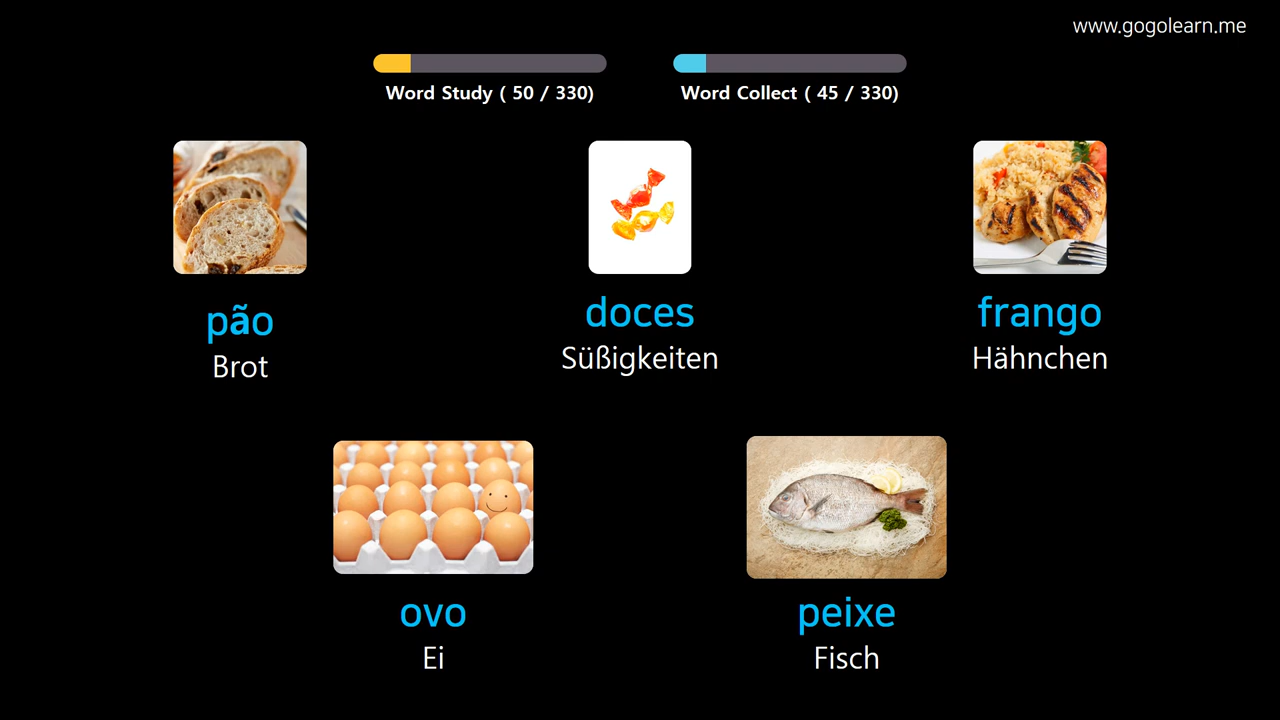 www.gogolearn.me
Word Study ( 50 / 330)
Word Collect ( 45 / 330)
pão
Brot
doces
Süßigkeiten
frango
Hähnchen
ovo
Ei
peixe
Fisch